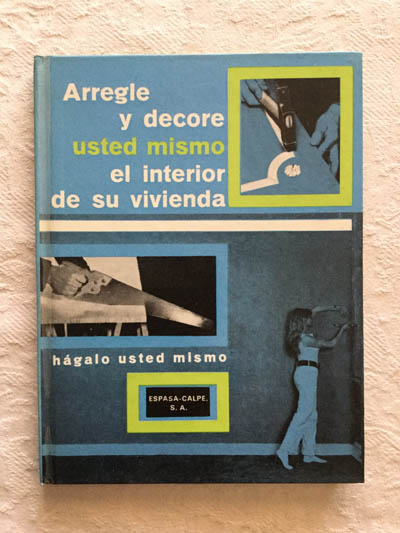 Arregle
y decore
usted mismo
el interior
de su vivienda
hágalo usted mismo
ESPASA-CALPE,
S. A.